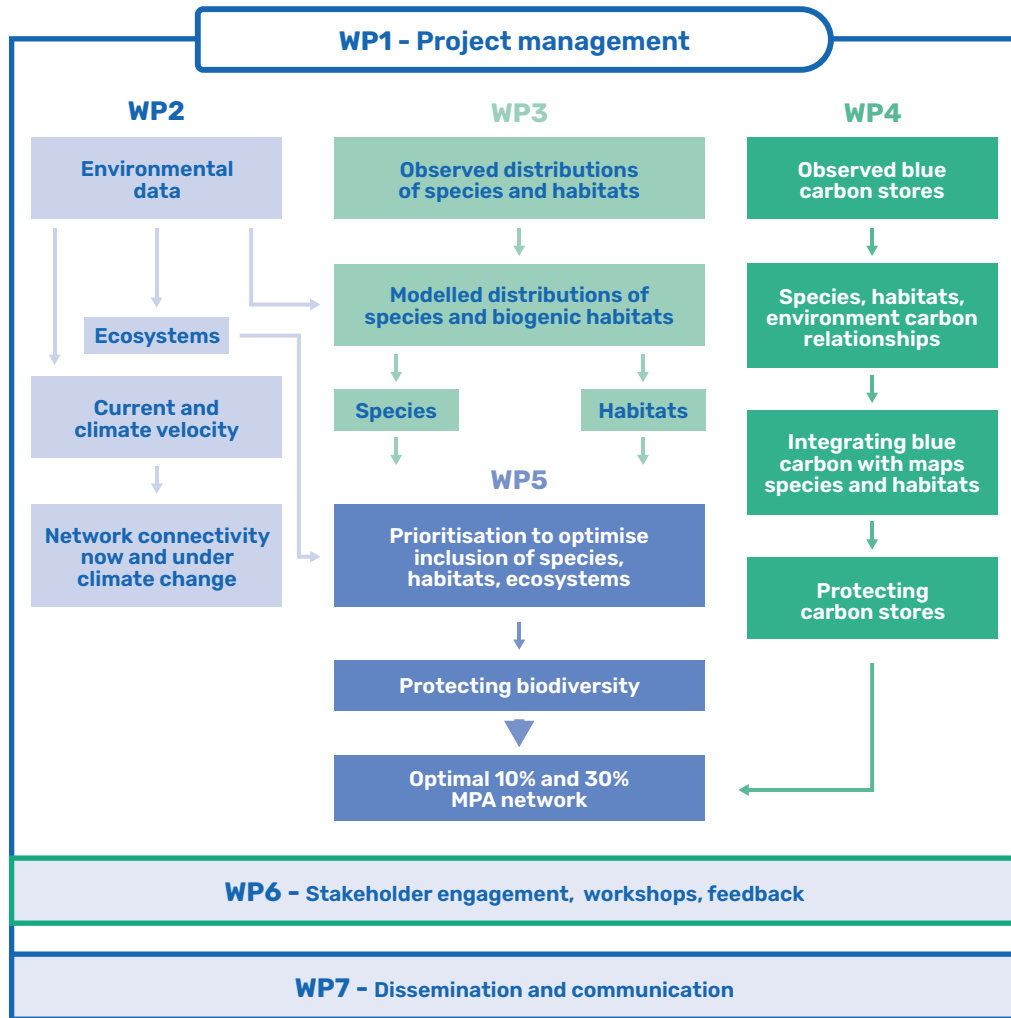 WP1 - Project management
WP2
Environmental
data
Ecosystems
Current and
climate velocity
Network connectivity
now and under
climate change
WP3
Observed distributions
of species and habitats
Modelled distributions of
species and biogenic habitats
Species
Habitats
WP5
Prioritisation to optimise
inclusion of species,
habitats, ecosystems
Protecting biodiversity
Optimal 10% and 30%
MPA network
WP4
Observed blue
carbon stores
Species, habitats,
environment carbon
relationships
Integrating blue
carbon with maps
species and habitats
Protecting
carbon stores
WP6 - Stakeholder engagement, workshops, feedback
WP7 - Dissemination and communication